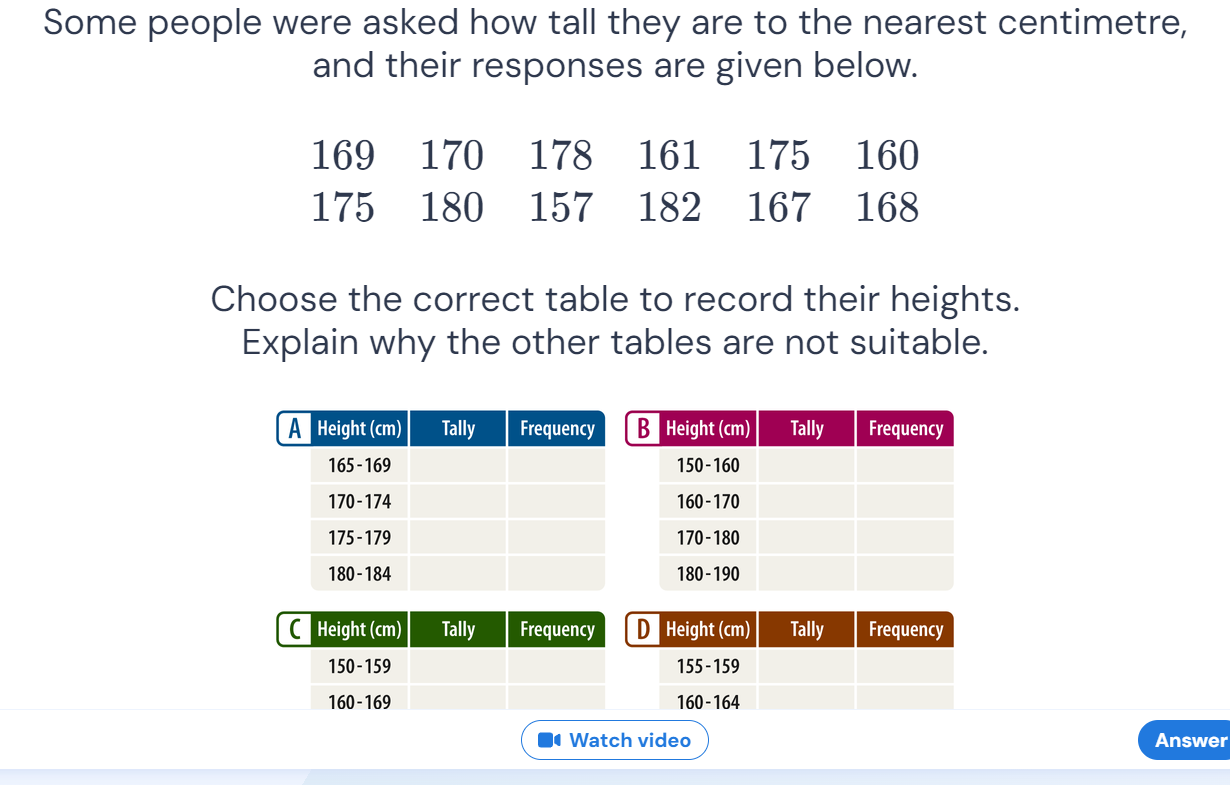 Some people were asked how tall they are to the nearest centimetre,
and their responses are given below.
169 170 178 161 175 160
175 180 157 182 167 168
Choose the correct table to record their heights.
Explain why the other tables are not suitable.
A Height (cm) Tally Frequency
165-169
170-174
175-179
180-184
B Height (cm) Tally Frequency
150-160
160-170
170-180
180-190
C Height (cm) Tally Frequency
150-159
160-169
D Height (cm) Tally Frequency
155-159
160-164
Watch video
Answer